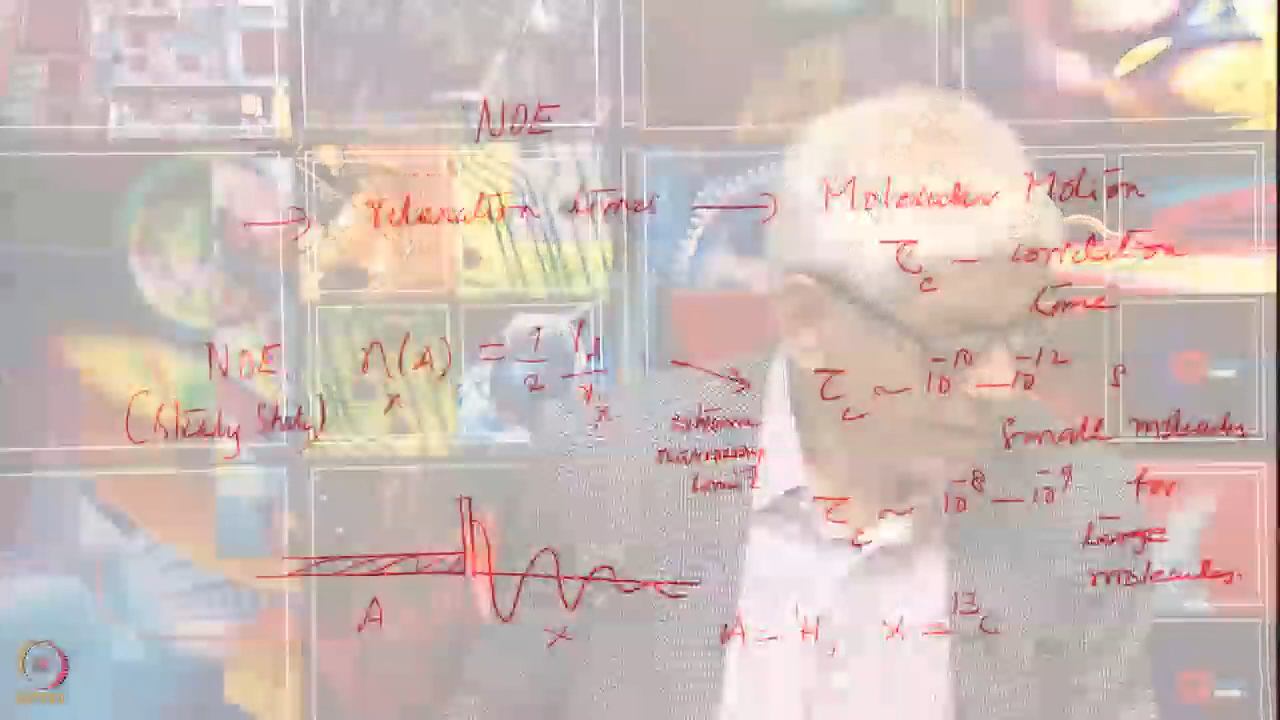 NOE
→ relaxation times → Molecular Motion
τc – correlation
time
NOE ηx(A) = 1/2 γA/γx → τc ~ 10^-10 – 10^-12 s
(steady state) extreme small molecules
narrowing
limit
τc ~ 10^-8 – 10^-9 for
large
molecules.
A x A = 1H, x = 13C